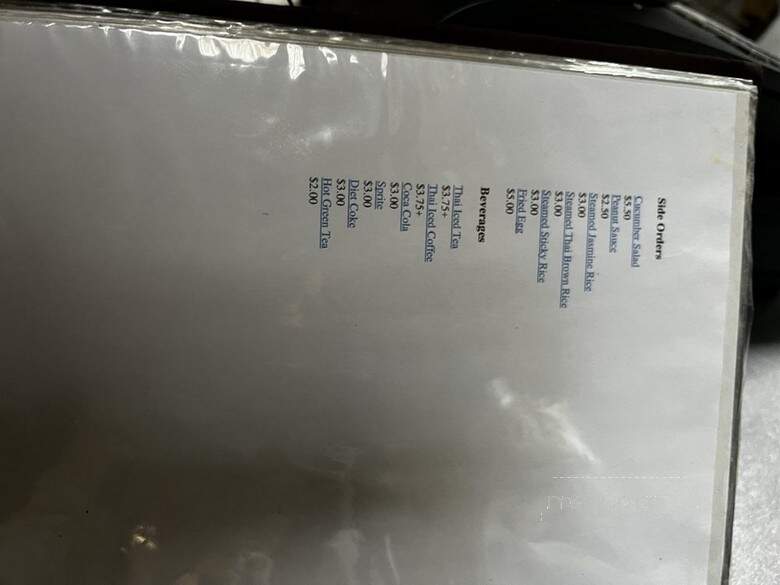 Side Orders
Cucumber Salad
$5.50
Peanut Sauce
$2.50
Steamed Jasmine Rice
$3.00
Steamed Thai Brown Rice
$3.00
Steamed Sticky Rice
$3.00
Fried Egg
$5.00
Beverages
Thai Iced Tea
$3.75+
Thai Iced Coffee
$3.75+
Coca Cola
$3.00
Sprite
$3.00
Diet Coke
$3.00
Hot Green Tea
$2.00